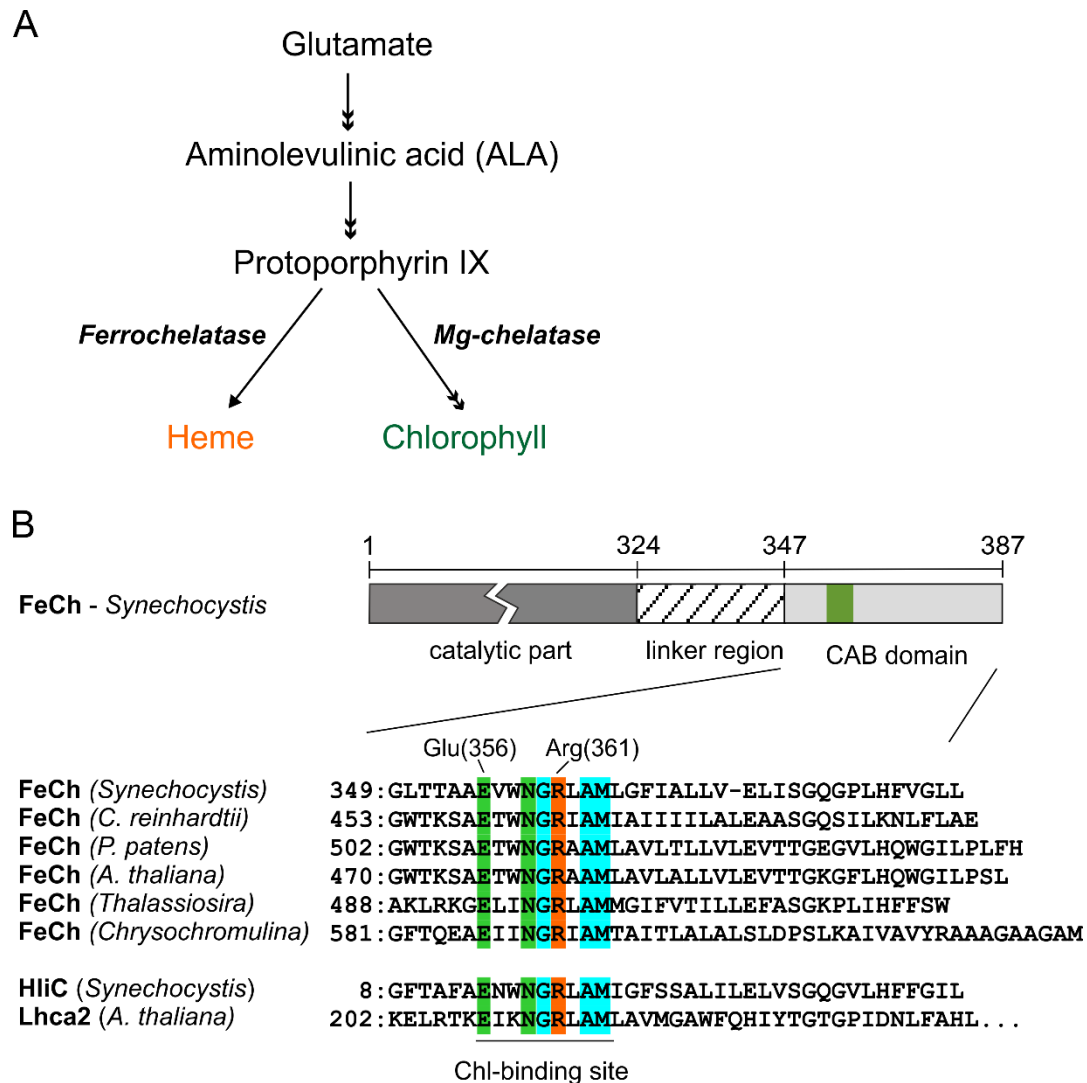 A
Glutamate
Aminolevulinic acid (ALA)
Protoporphyrin IX
Ferrochelatase Mg-chelatase
Heme Chlorophyll
B
1 324 347 387
FeCh - Synechocystis
catalytic part linker region CAB domain
Glu(356) Arg(361)
FeCh (Synechocystis) 349:GLTTAAEVWNGRLAMLGFIALLV-ELISGQGPLHFVGLL
FeCh (C. reinhardtii) 453:GWTKSAETWNGRIAMIAIIIILALEAASGQSILKNLFLAE
FeCh (P. patens) 502:GWTKSAETWNGRAAMLAVLTLLVLEVTTGEGVLHQWGILPLFH
FeCh (A. thaliana) 470:GWTKSAETWNGRAAMLAVLALLVLEVTTGKGFLHQWGILPSL
FeCh (Thalassiosira) 488:AKLRKGELINGRLAMMGIFVTILLEFASGKPLIHFFSW
FeCh (Chrysochromulina) 581:GFTQEAEIINGRIAMTAITLALALSLDPSLKAIVAVYRAAAGAAGAM
HliC (Synechocystis) 8:GFTAFAENWNGRLAMIGFSSALILELVSGQGVLHFFGIL
Lhca2 (A. thaliana) 202:KELRTKEIKNGRLAMLAVMGAWFQHIYTGTGPIDNLFAHL...
Chl-binding site